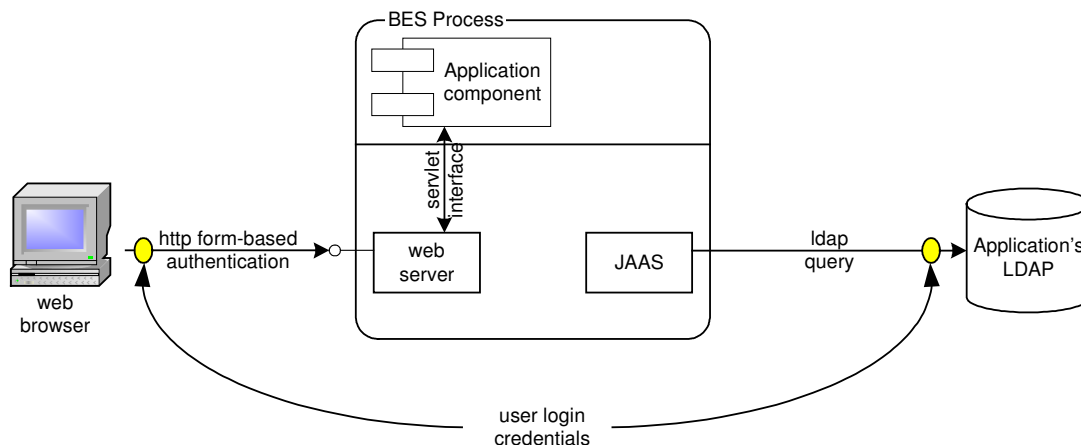 BES Process
Application
component
servlet
interface
http form-based
authentication
web
server
JAAS
ldap
query
Application's
LDAP
web
browser
user login
credentials